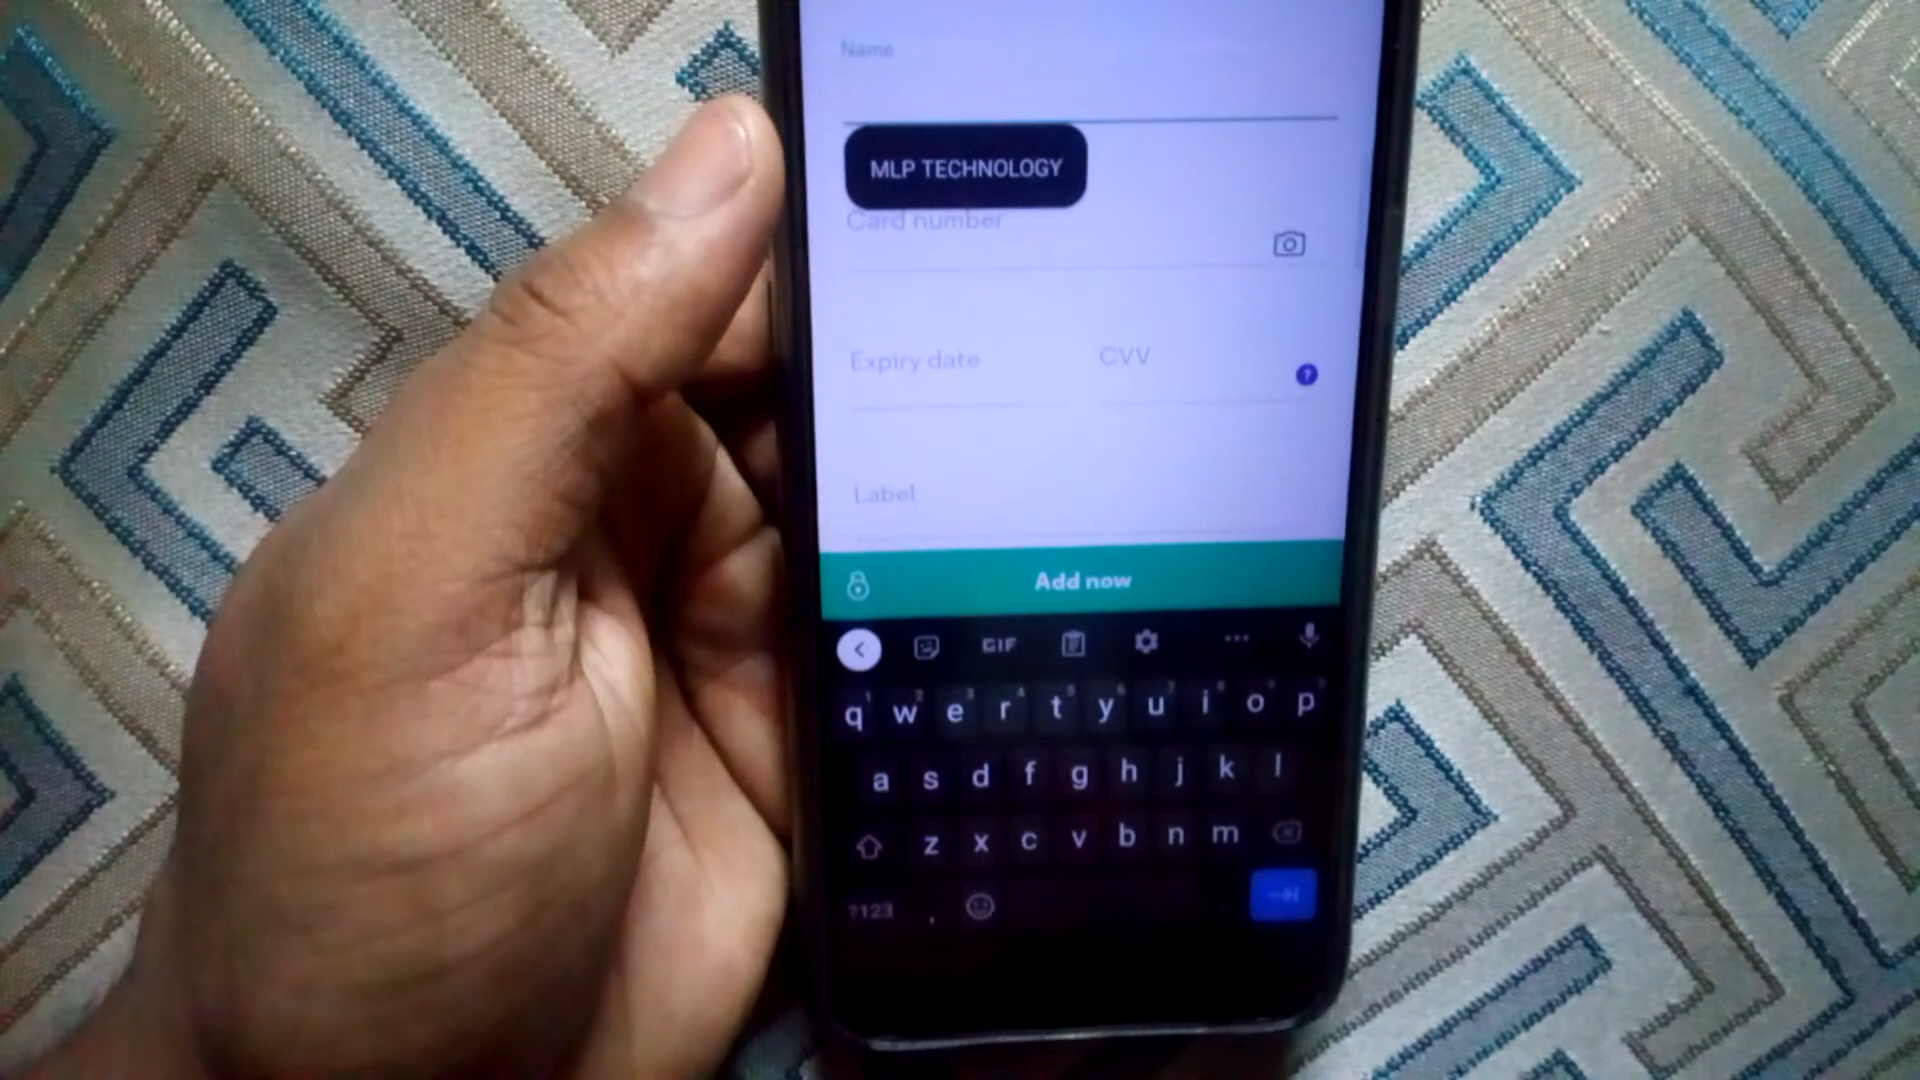 Name
MLP TECHNOLOGY
Card number
Expiry date CVV
?
Label
Add now
GIF
q w e r t y u i o p
a s d f g h j k l
z x c v b n m
?123 ,